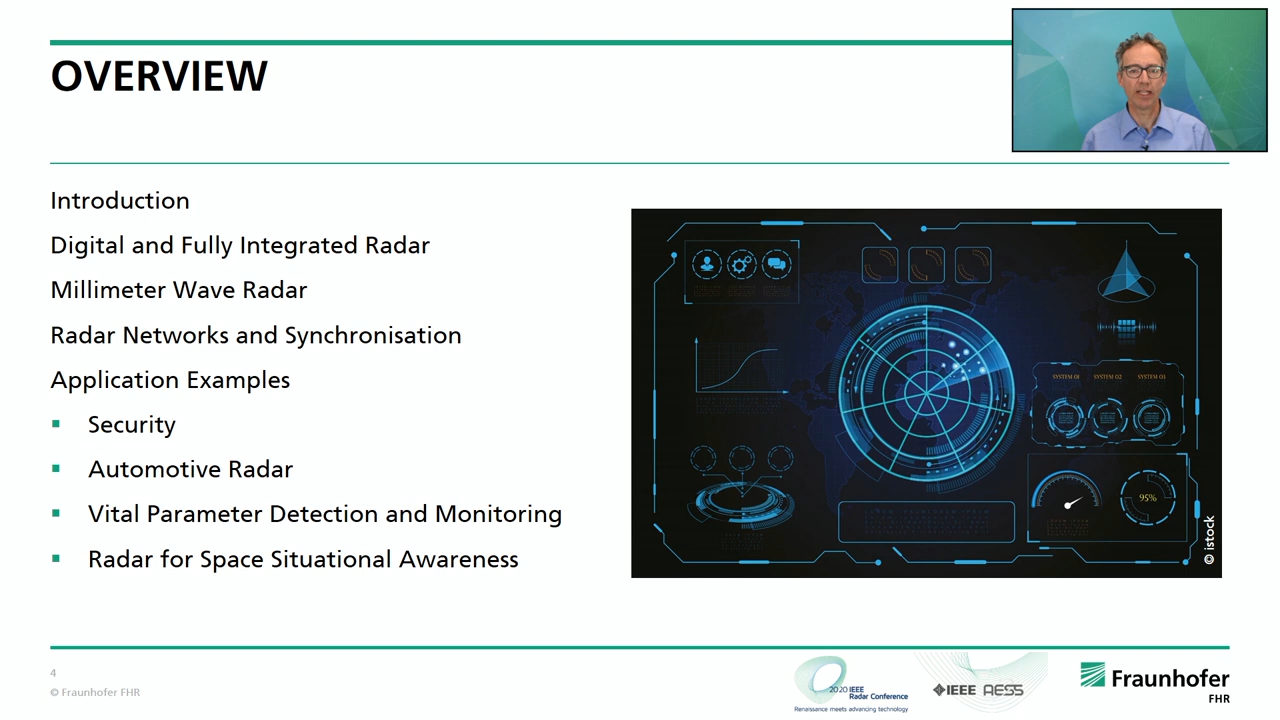 OVERVIEW
Introduction
Digital and Fully Integrated Radar
Millimeter Wave Radar
Radar Networks and Synchronisation
Application Examples
Security
Automotive Radar
Vital Parameter Detection and Monitoring
Radar for Space Situational Awareness
SYSTEM 01 SYSTEM 02 SYSTEM 03
95%
© istock
4
© Fraunhofer FHR
2020 IEEE
Radar Conference
Renaissance meets advancing technology
IEEE AESS
Fraunhofer
FHR